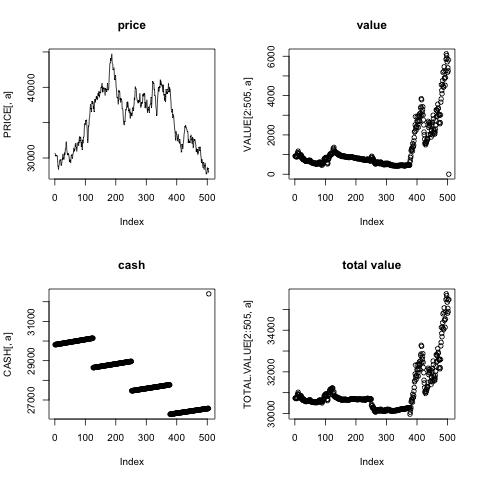 price
PRICE[, a]
30000
40000
0 100 200 300 400 500
Index
value
VALUE[2:505, a]
0
2000
4000
6000
0 100 200 300 400 500
Index
cash
CASH[, a]
27000
29000
31000
0 100 200 300 400 500
Index
total value
TOTAL.VALUE[2:505, a]
30000
32000
34000
0 100 200 300 400 500
Index